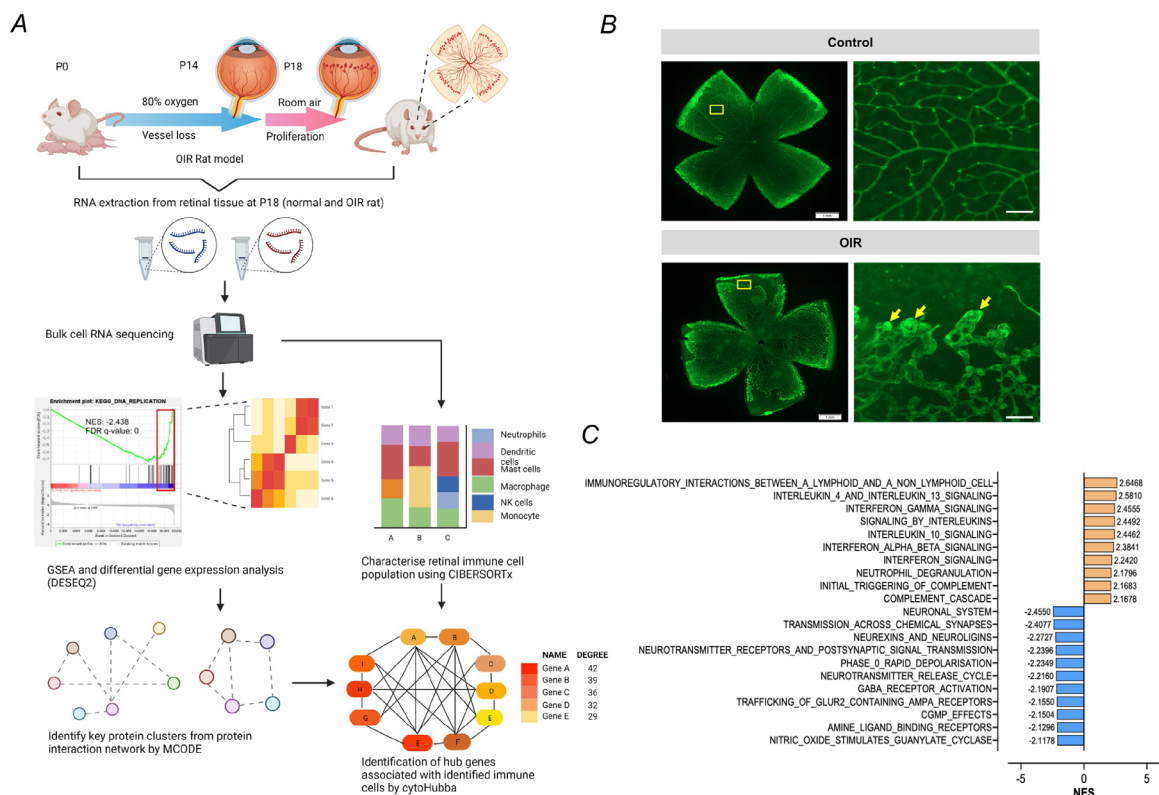 A
P0
P14
P18
80% oxygen
Room air
Vessel loss
Proliferation
OIR Rat model
RNA extraction from retinal tissue at P18 (normal and OIR rat)
Bulk cell RNA sequencing
Enrichment plot: KEGG_DNA_REPLICATION
NES: -2.438
FDR q-value: 0
Gene 1
Gene 2
Gene 3
Gene 4
Gene 5
Gene 6
Neutrophils
Dendritic
cells
Mast cells
Macrophage
NK cells
Monocyte
A B C
GSEA and differential gene expression analysis
(DESEQ2)
Characterise retinal immune cell
population using CIBERSORTx
A
B
I
C
H
D
G
E
E
F
NAME DEGREE
Gene A 42
Gene B 39
Gene C 36
Gene D 32
Gene E 29
Identify key protein clusters from protein
interaction network by MCODE
Identification of hub genes
associated with identified immune
cells by cytoHubba
B
Control
1 mm
OIR
1 mm
C
IMMUNOREGULATORY_INTERACTIONS_BETWEEN_A_LYMPHOID_AND_A_NON_LYMPHOID_CELL 2.6468
INTERLEUKIN_4_AND_INTERLEUKIN_13_SIGNALING 2.5810
INTERFERON_GAMMA_SIGNALING 2.4555
SIGNALING_BY_INTERLEUKINS 2.4492
INTERLEUKIN_10_SIGNALING 2.4462
INTERFERON_ALPHA_BETA_SIGNALING 2.3841
INTERFERON_SIGNALING 2.2420
NEUTROPHIL_DEGRANULATION 2.1796
INITIAL_TRIGGERING_OF_COMPLEMENT 2.1683
COMPLEMENT_CASCADE 2.1678
NEURONAL_SYSTEM -2.4550
TRANSMISSION_ACROSS_CHEMICAL_SYNAPSES -2.4077
NEUREXINS_AND_NEUROLIGINS -2.2727
NEUROTRANSMITTER_RECEPTORS_AND_POSTSYNAPTIC_SIGNAL_TRANSMISSION -2.2396
PHASE_0_RAPID_DEPOLARISATION -2.2349
NEUROTRANSMITTER_RELEASE_CYCLE -2.2160
GABA_RECEPTOR_ACTIVATION -2.1907
TRAFFICKING_OF_GLUR2_CONTAINING_AMPA_RECEPTORS -2.1550
CGMP_EFFECTS -2.1504
AMINE_LIGAND_BINDING_RECEPTORS -2.1296
NITRIC_OXIDE_STIMULATES_GUANYLATE_CYCLASE -2.1178
-5 0 5
NES